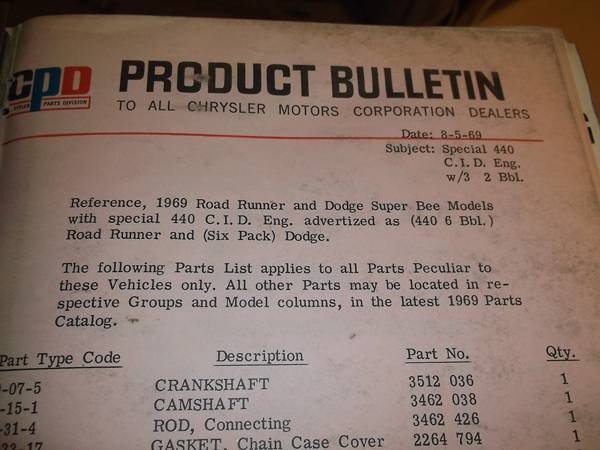 CPD PRODUCT BULLETIN
PARTS DIVISION
TO ALL CHRYSLER MOTORS CORPORATION DEALERS
Date: 8-5-69
Subject: Special 440
C.I.D. Eng.
w/3 2 Bbl.
Reference, 1969 Road Runner and Dodge Super Bee Models
with special 440 C.I.D. Eng. advertized as (440 6 Bbl.)
Road Runner and (Six Pack) Dodge.
The following Parts List applies to all Parts Peculiar to
these Vehicles only. All other Parts may be located in re-
spective Groups and Model columns, in the latest 1969 Parts
Catalog.
Part Type Code Description Part No. Qty.
-07-5 CRANKSHAFT 3512 036 1
-15-1 CAMSHAFT 3462 038 1
-31-4 ROD, Connecting 3462 426 1
GASKET, Chain Case Cover 2264 794 1